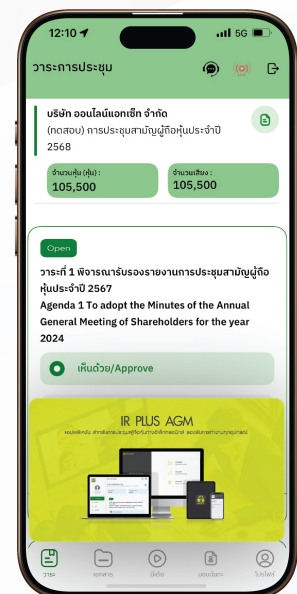 12:10
5G
วาระการประชุม
บริษัท ออนไลน์แอทเซ็ท จำกัด
(ทดสอบ) การประชุมสามัญผู้ถือหุ้นประจำปี
2568
จำนวนหุ้น (หุ้น) :
105,500
จำนวนเสียง :
105,500
Open
วาระที่ 1 พิจารณารับรองรายงานการประชุมสามัญผู้ถือ
หุ้นประจำปี 2567
Agenda 1 To adopt the Minutes of the Annual
General Meeting of Shareholders for the year
2024
เห็นด้วย/Approve
IR PLUS AGM
วาระ
เอกสาร
มีเดีย
โปรไฟล์